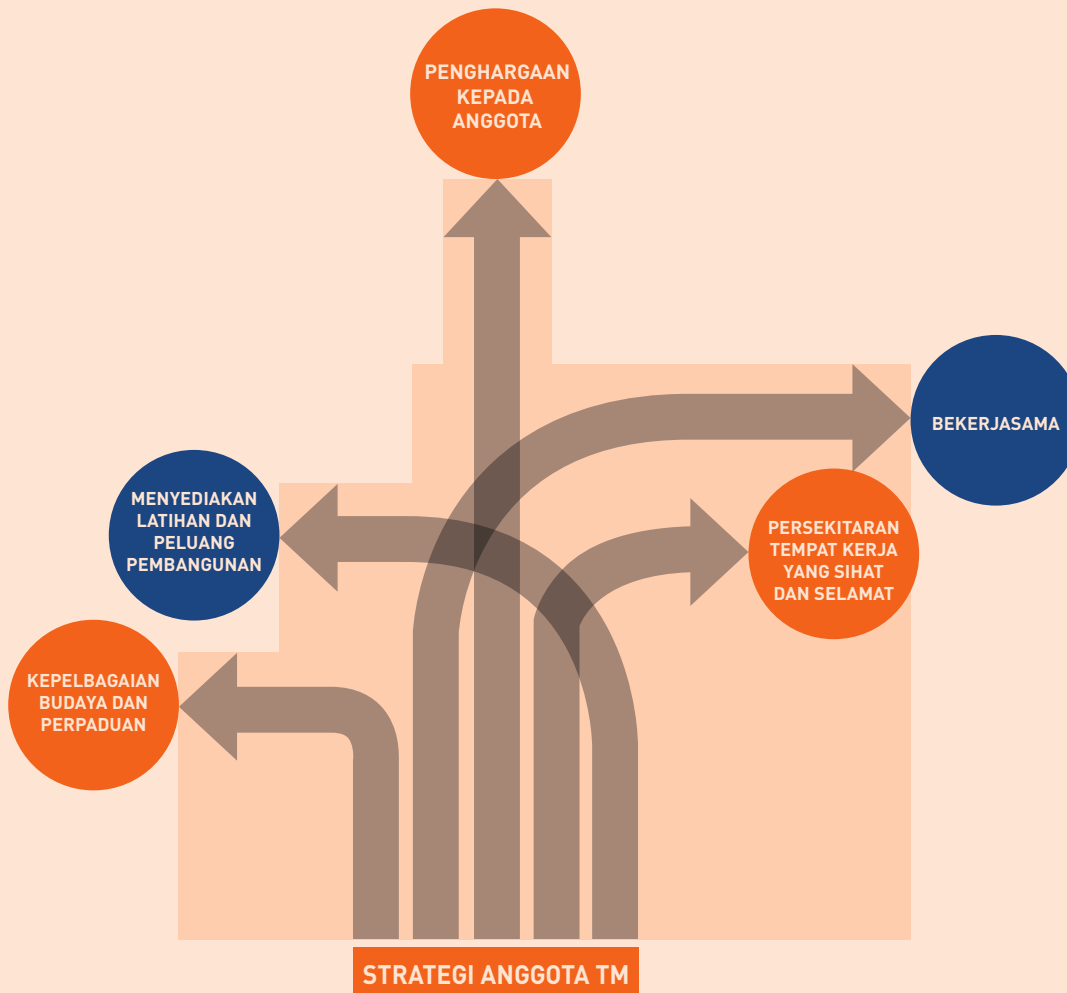 PENGHARGAAN
KEPADA
ANGGOTA
BEKERJASAMA
MENYEDIAKAN
LATIHAN DAN
PELUANG
PEMBANGUNAN
PERSEKITARAN
TEMPAT KERJA
YANG SIHAT
DAN SELAMAT
KEPELBAGAIAN
BUDAYA DAN
PERPADUAN
STRATEGI ANGGOTA TM